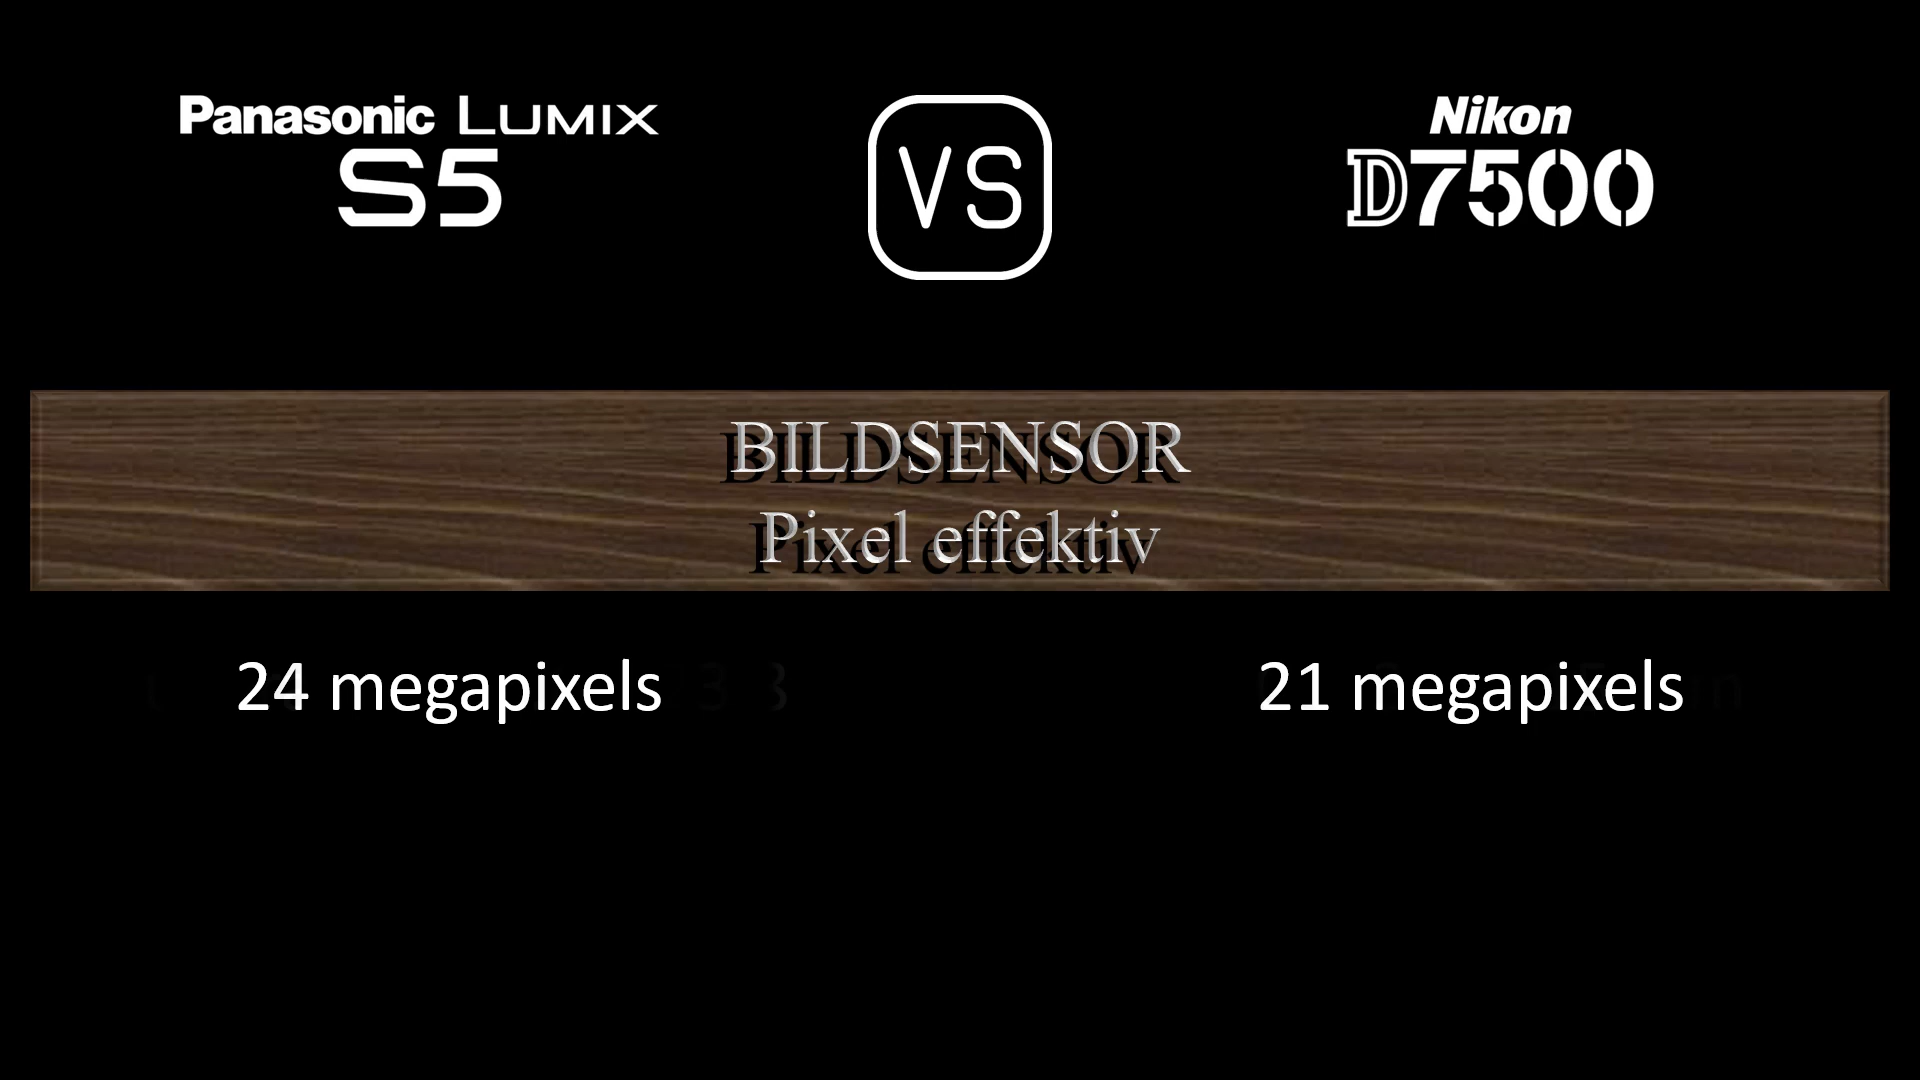 Panasonic LUMIX
S5
VS
Nikon
D7500
BILDSENSOR
Pixel effektiv
24 megapixels
21 megapixels